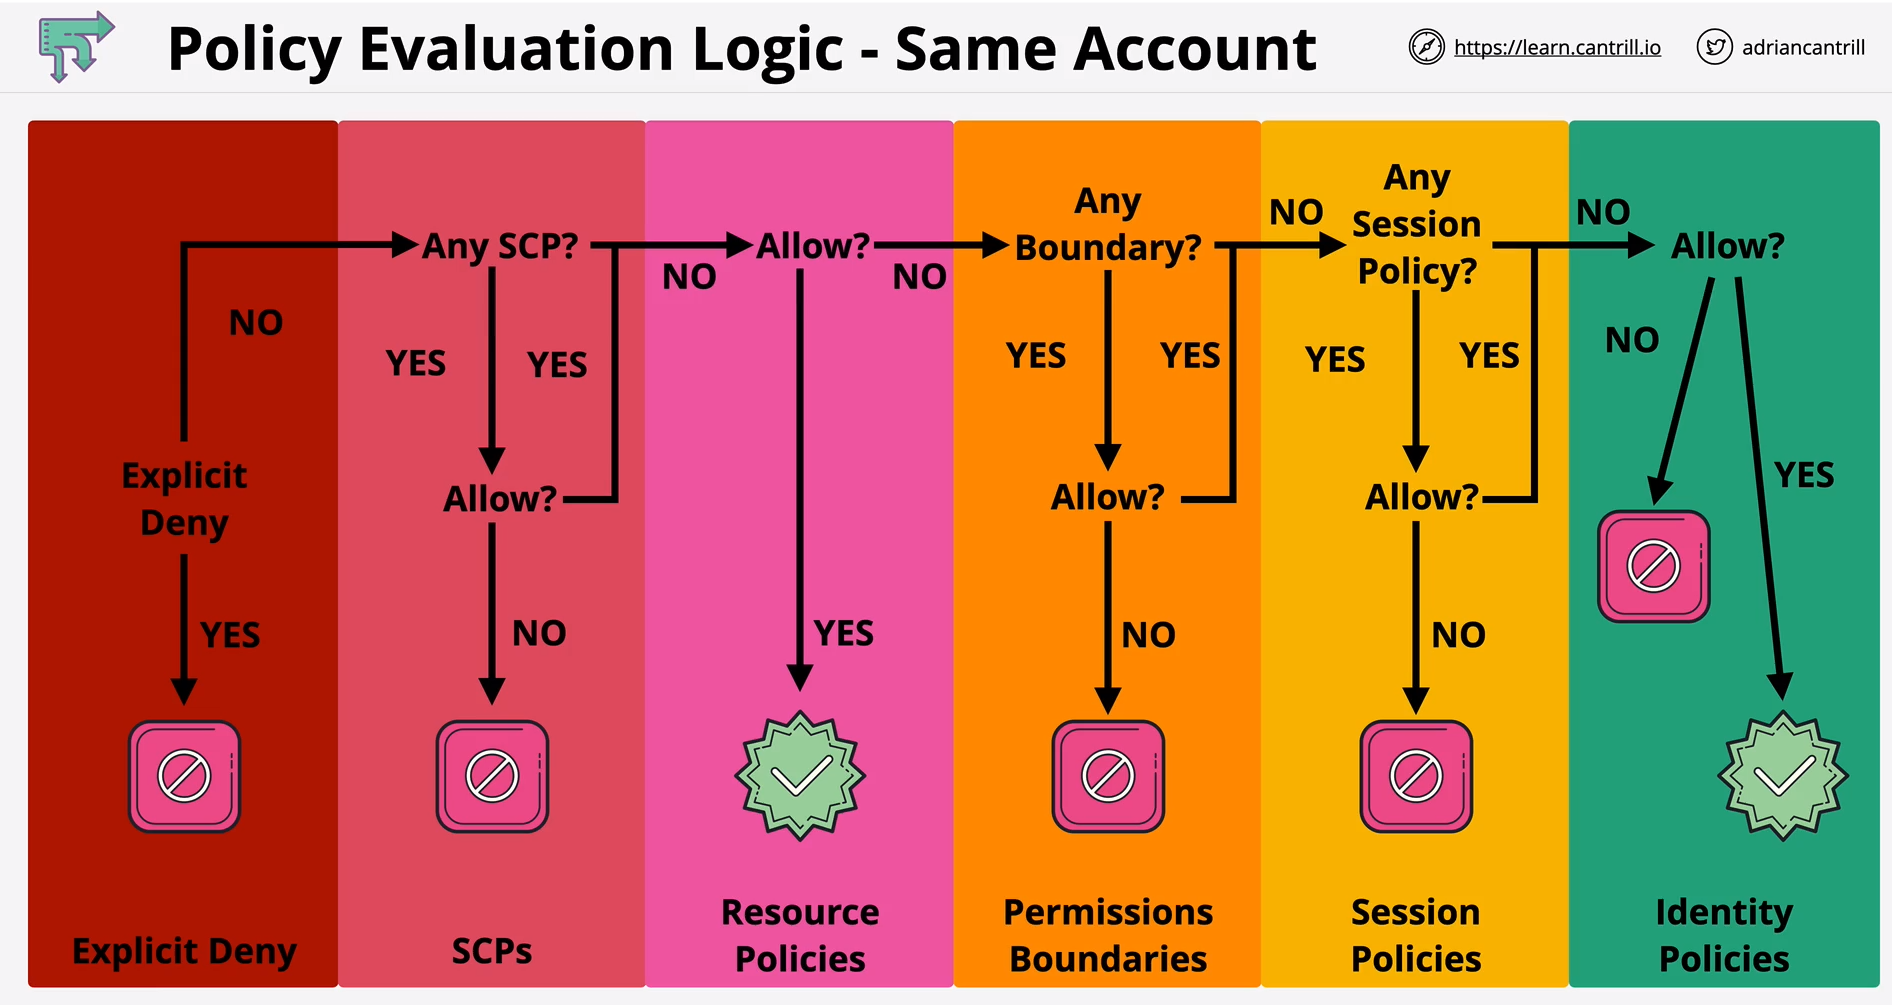 Policy Evaluation Logic - Same Account
https://learn.cantrill.io
adriancantrill
NO
Explicit
Deny
YES
Explicit Deny
Any SCP?
NO
YES
YES
Allow?
NO
SCPs
Allow?
NO
YES
Resource
Policies
Any
Boundary?
NO
YES
YES
Allow?
NO
Permissions
Boundaries
Any
Session
Policy?
NO
YES
YES
Allow?
NO
Session
Policies
Allow?
NO
YES
Identity
Policies